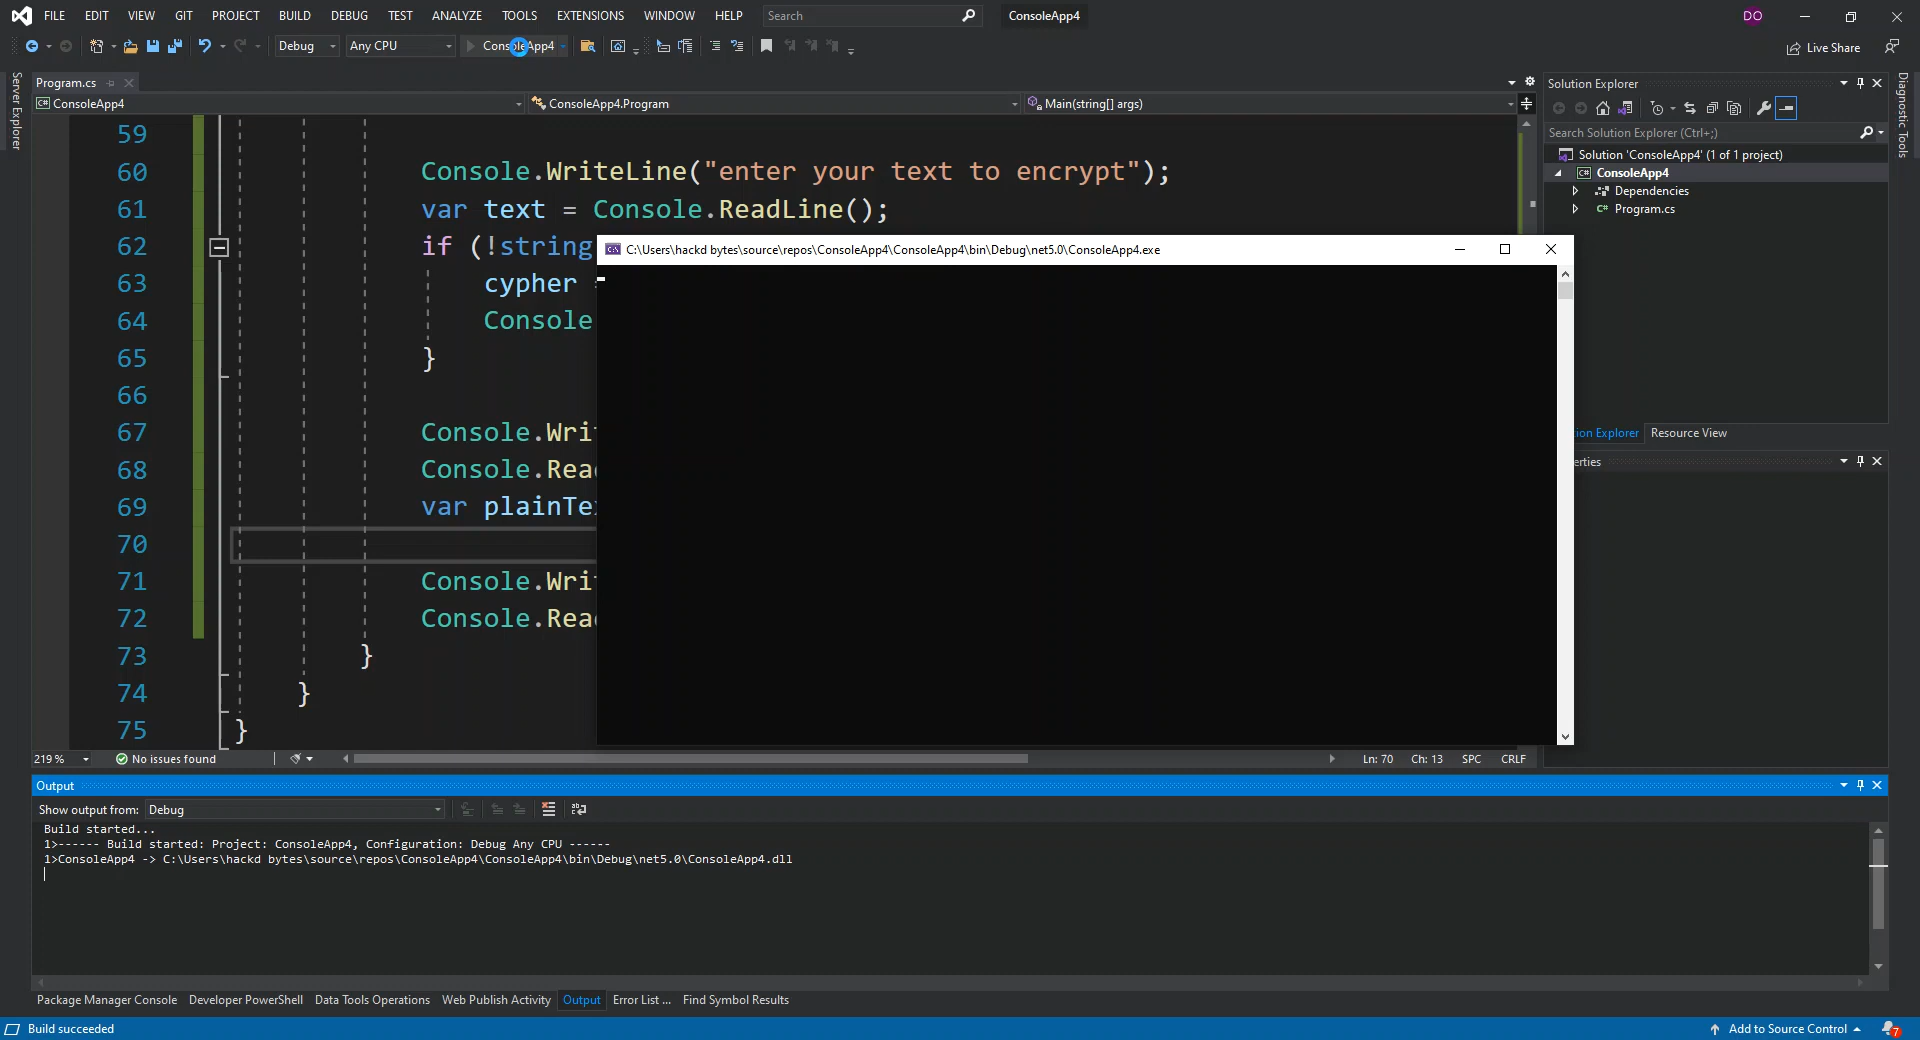 FILE EDIT VIEW GIT PROJECT BUILD DEBUG TEST ANALYZE TOOLS EXTENSIONS WINDOW HELP Search ConsoleApp4 DO
Debug Any CPU ConsoleApp4 Live Share
Server Explorer
Program.cs
ConsoleApp4 ConsoleApp4.Program Main(string[] args)
59
60 Console.WriteLine("enter your text to encrypt");
61 var text = Console.ReadLine();
62 if (!string
63 cypher
64 Console
65 }
66
67 Console.Wri
68 Console.Rea
69 var plainTe
70
71 Console.Wri
72 Console.Rea
73 }
74 }
75 }
C:\Users\hackd bytes\source\repos\ConsoleApp4\ConsoleApp4\bin\Debug\net5.0\ConsoleApp4.exe
219 % No issues found Ln: 70 Ch: 13 SPC CRLF
Solution Explorer
Search Solution Explorer (Ctrl+;)
Solution 'ConsoleApp4' (1 of 1 project)
ConsoleApp4
Dependencies
Program.cs
tion Explorer Resource View
erties
Diagnostic Tools
Output
Show output from: Debug
Build started...
1>------ Build started: Project: ConsoleApp4, Configuration: Debug Any CPU ------
1>ConsoleApp4 -> C:\Users\hackd bytes\source\repos\ConsoleApp4\ConsoleApp4\bin\Debug\net5.0\ConsoleApp4.dll
Package Manager Console Developer PowerShell Data Tools Operations Web Publish Activity Output Error List ... Find Symbol Results
Build succeeded Add to Source Control 7